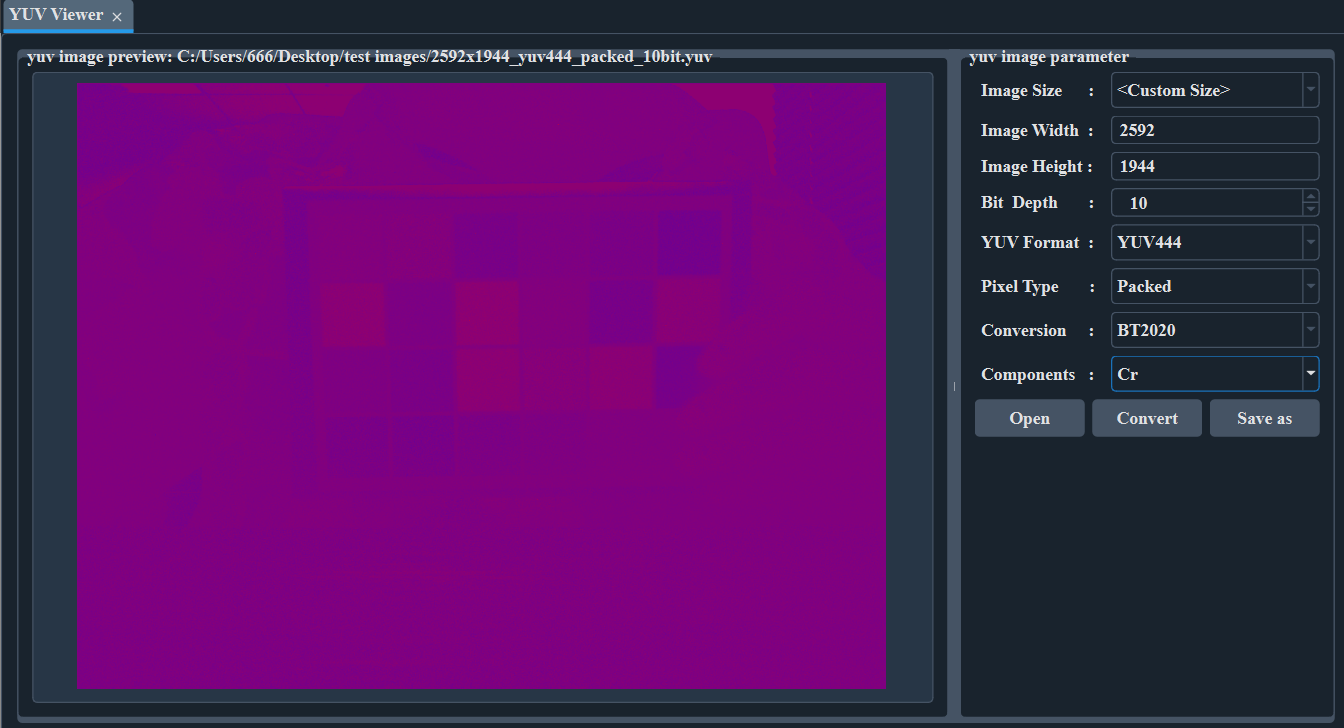 YUV Viewer ×
yuv image preview: C:/Users/666/Desktop/test images/2592x1944_yuv444_packed_10bit.yuv
yuv image parameter
Image Size : <Custom Size>
Image Width : 2592
Image Height : 1944
Bit Depth : 10
YUV Format : YUV444
Pixel Type : Packed
Conversion : BT2020
Components : Cr
Open Convert Save as